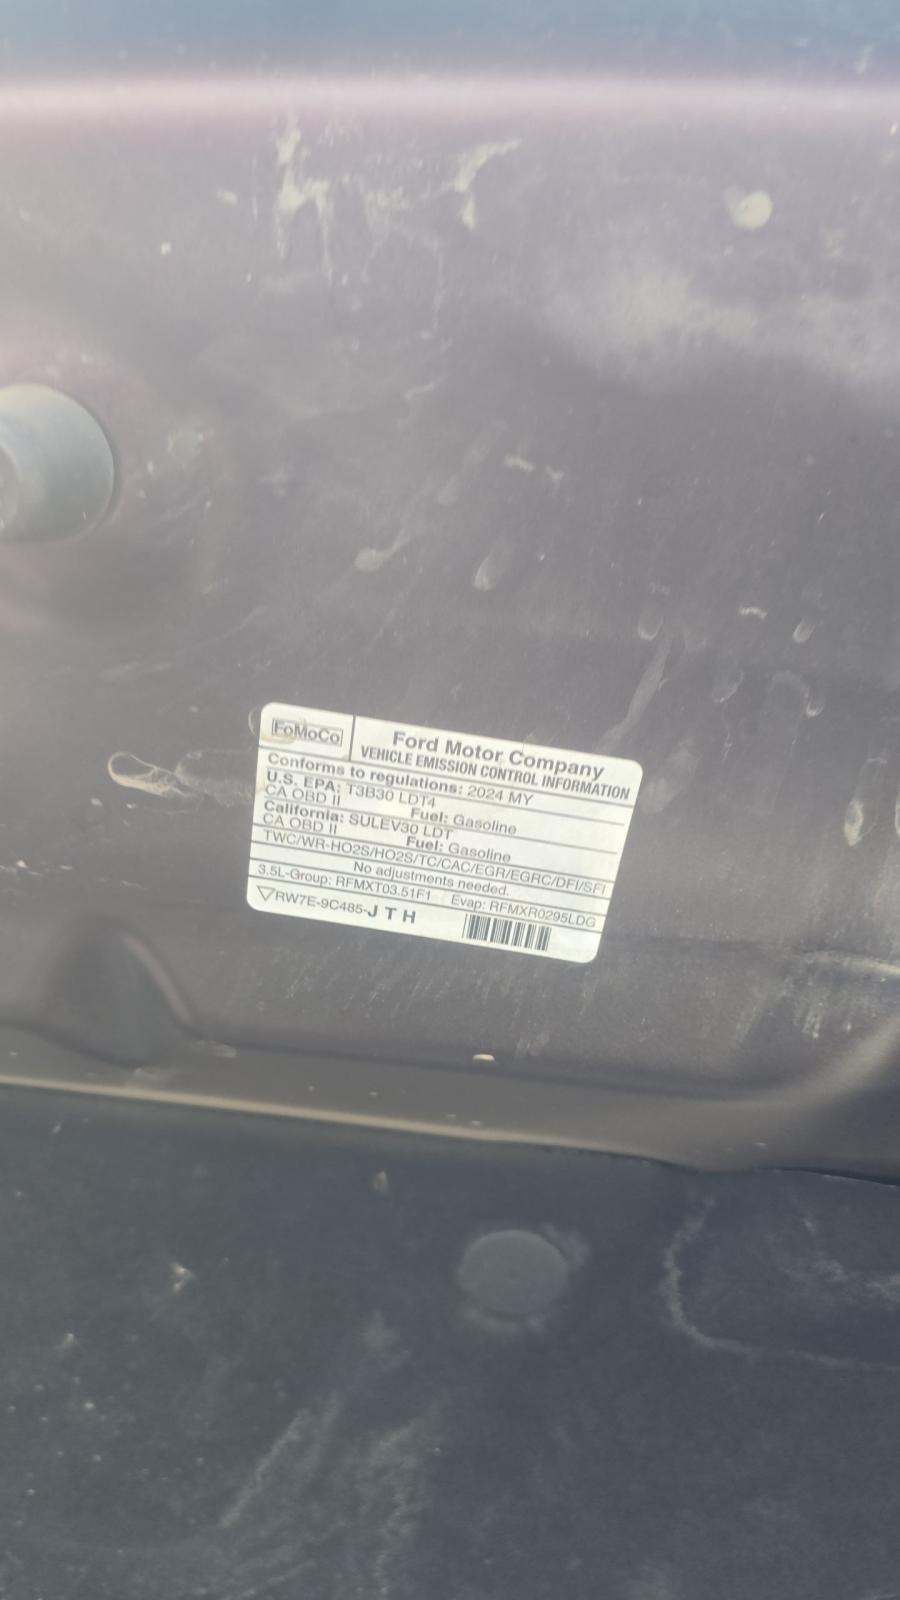 FoMoCo
Ford Motor Company
VEHICLE EMISSION CONTROL INFORMATION
Conforms to regulations: 2024 MY
U.S. EPA: T3B30 LDT4
CA OBD II Fuel: Gasoline
California: SULEV30 LDT
CA OBD II Fuel: Gasoline
TWC/WR-HO2S/HO2S/TC/CAC/EGR/EGRC/DFI/SFI
No adjustments needed.
3.5L-Group: RFMXT03.51F1 Evap: RFMXR0295LDG
RW7E-9C485-JTH